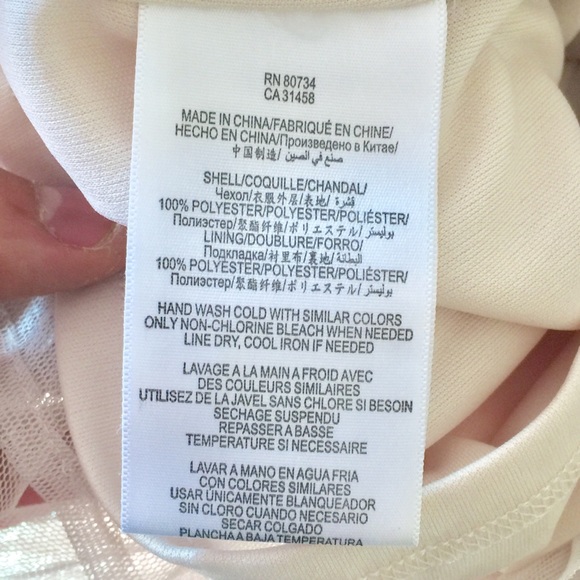 RN 80734
CA 31458
MADE IN CHINA/FABRIQUÉ EN CHINE/
HECHO EN CHINA/Произведено в Китае/
中国制造/ صنع في الصين
SHELL/COQUILLE/CHANDAL/
Чехол/衣服外层/表地/ قشرة
100% POLYESTER/POLYESTER/POLIÉSTER/
Полиэстер/聚酯纤维/ポリエステル/ بوليستر
LINING/DOUBLURE/FORRO/
Подкладка/衬里布/裏地/ البطانة
100% POLYESTER/POLYESTER/POLIÉSTER/
Полиэстер/聚酯纤维/ポリエステル/ بوليستر
HAND WASH COLD WITH SIMILAR COLORS
ONLY NON-CHLORINE BLEACH WHEN NEEDED
LINE DRY, COOL IRON IF NEEDED
LAVAGE A LA MAIN A FROID AVEC
DES COULEURS SIMILAIRES
UTILISEZ DE LA JAVEL SANS CHLORE SI BESOIN
SECHAGE SUSPENDU
REPASSER A BASSE
TEMPERATURE SI NECESSAIRE
LAVAR A MANO EN AGUA FRIA
CON COLORES SIMILARES
USAR ÚNICAMENTE BLANQUEADOR
SIN CLORO CUANDO NECESARIO
SECAR COLGADO
PLANCHA A BAJA TEMPERATURA